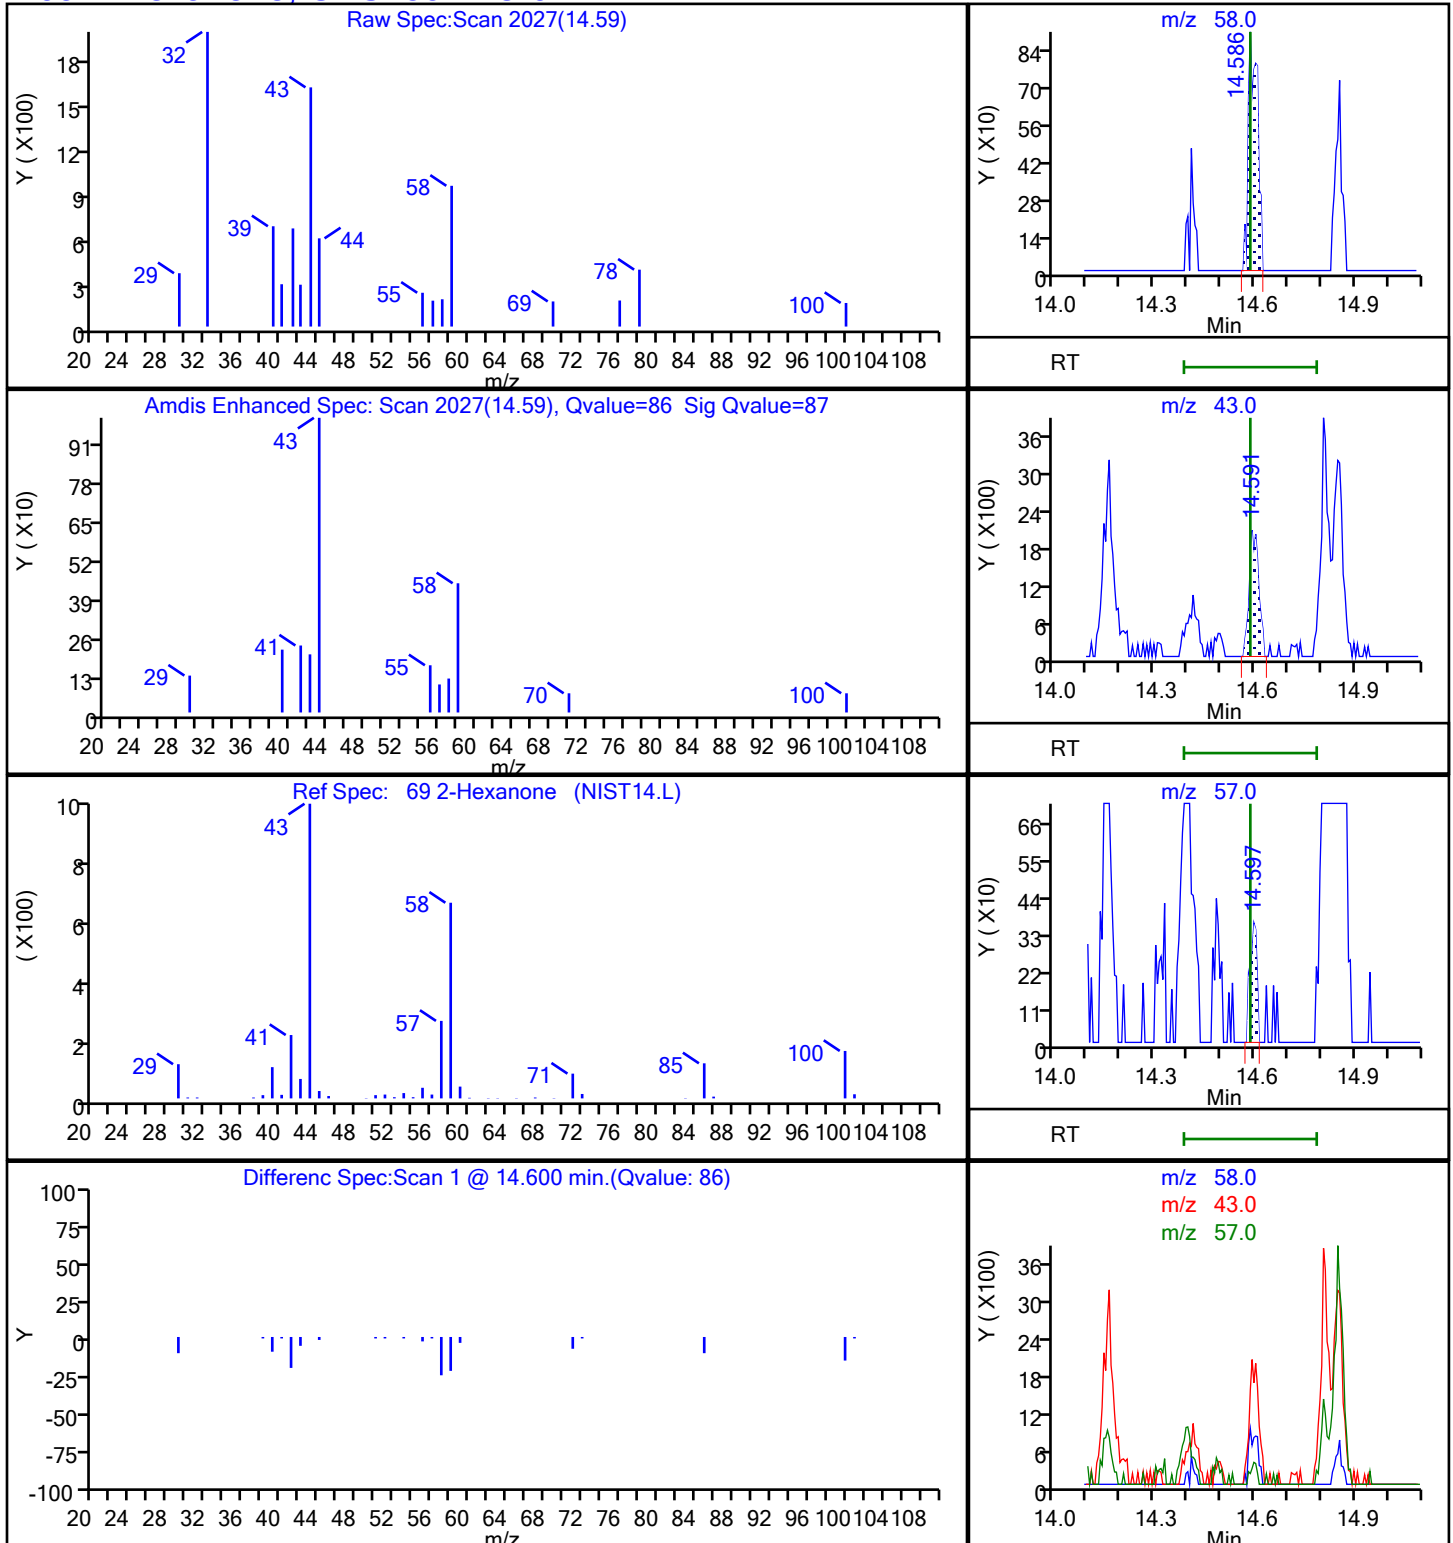 Raw Spec:Scan 2027(14.59)
Y ( X100)
18
15
12
9
6
3
0
32
43
58
39
44
29
55
69
78
100
20 24 28 32 36 40 44 48 52 56 60 64 68 72 76 80 84 88 92 96 100 104 108
m/z
m/z 58.0
Y ( X10)
84
70
56
42
28
14
0
14.586
14.0 14.3 14.6 14.9
Min
RT
Amdis Enhanced Spec: Scan 2027(14.59), Qvalue=86 Sig Qvalue=87
Y ( X10)
91
78
65
52
39
26
13
0
43
58
41
55
29
70
100
20 24 28 32 36 40 44 48 52 56 60 64 68 72 76 80 84 88 92 96 100 104 108
m/z
m/z 43.0
Y ( X100)
36
30
24
18
12
6
0
14.591
14.0 14.3 14.6 14.9
Min
RT
Ref Spec: 69 2-Hexanone (NIST14.L)
( X100)
10
8
6
4
2
0
43
58
57
41
29
71
85
100
20 24 28 32 36 40 44 48 52 56 60 64 68 72 76 80 84 88 92 96 100 104 108
m/z 57.0
Y ( X10)
66
55
44
33
22
11
0
14.597
14.0 14.3 14.6 14.9
Min
RT
Differenc Spec:Scan 1 @ 14.600 min.(Qvalue: 86)
Y
100
75
50
25
0
-25
-50
-75
-100
20 24 28 32 36 40 44 48 52 56 60 64 68 72 76 80 84 88 92 96 100 104 108
m/z
m/z 58.0
m/z 43.0
m/z 57.0
Y ( X100)
36
30
24
18
12
6
0
14.0 14.3 14.6 14.9
Min